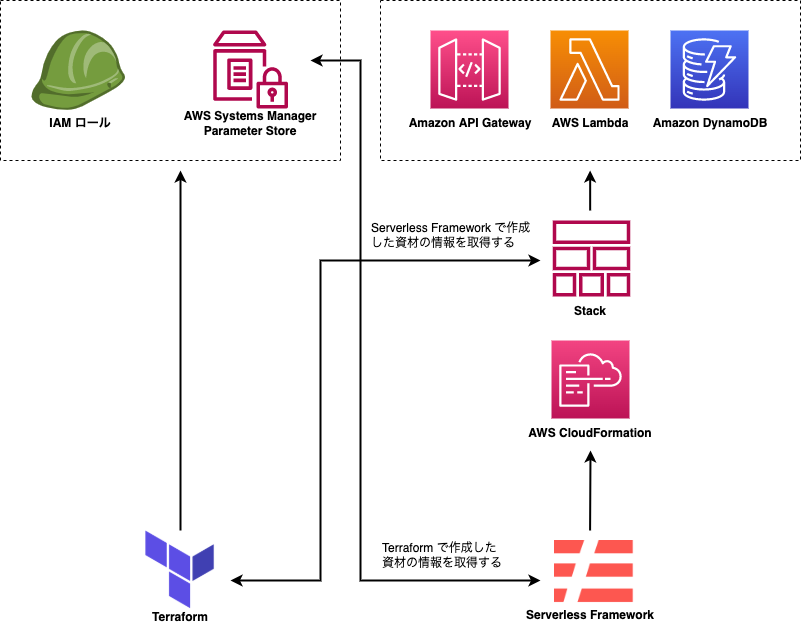 IAM ロール
AWS Systems Manager
Parameter Store
Amazon API Gateway
AWS Lambda
Amazon DynamoDB
Serverless Framework で作成
した資材の情報を取得する
Stack
AWS CloudFormation
Terraform で作成した
資材の情報を取得する
Terraform
Serverless Framework